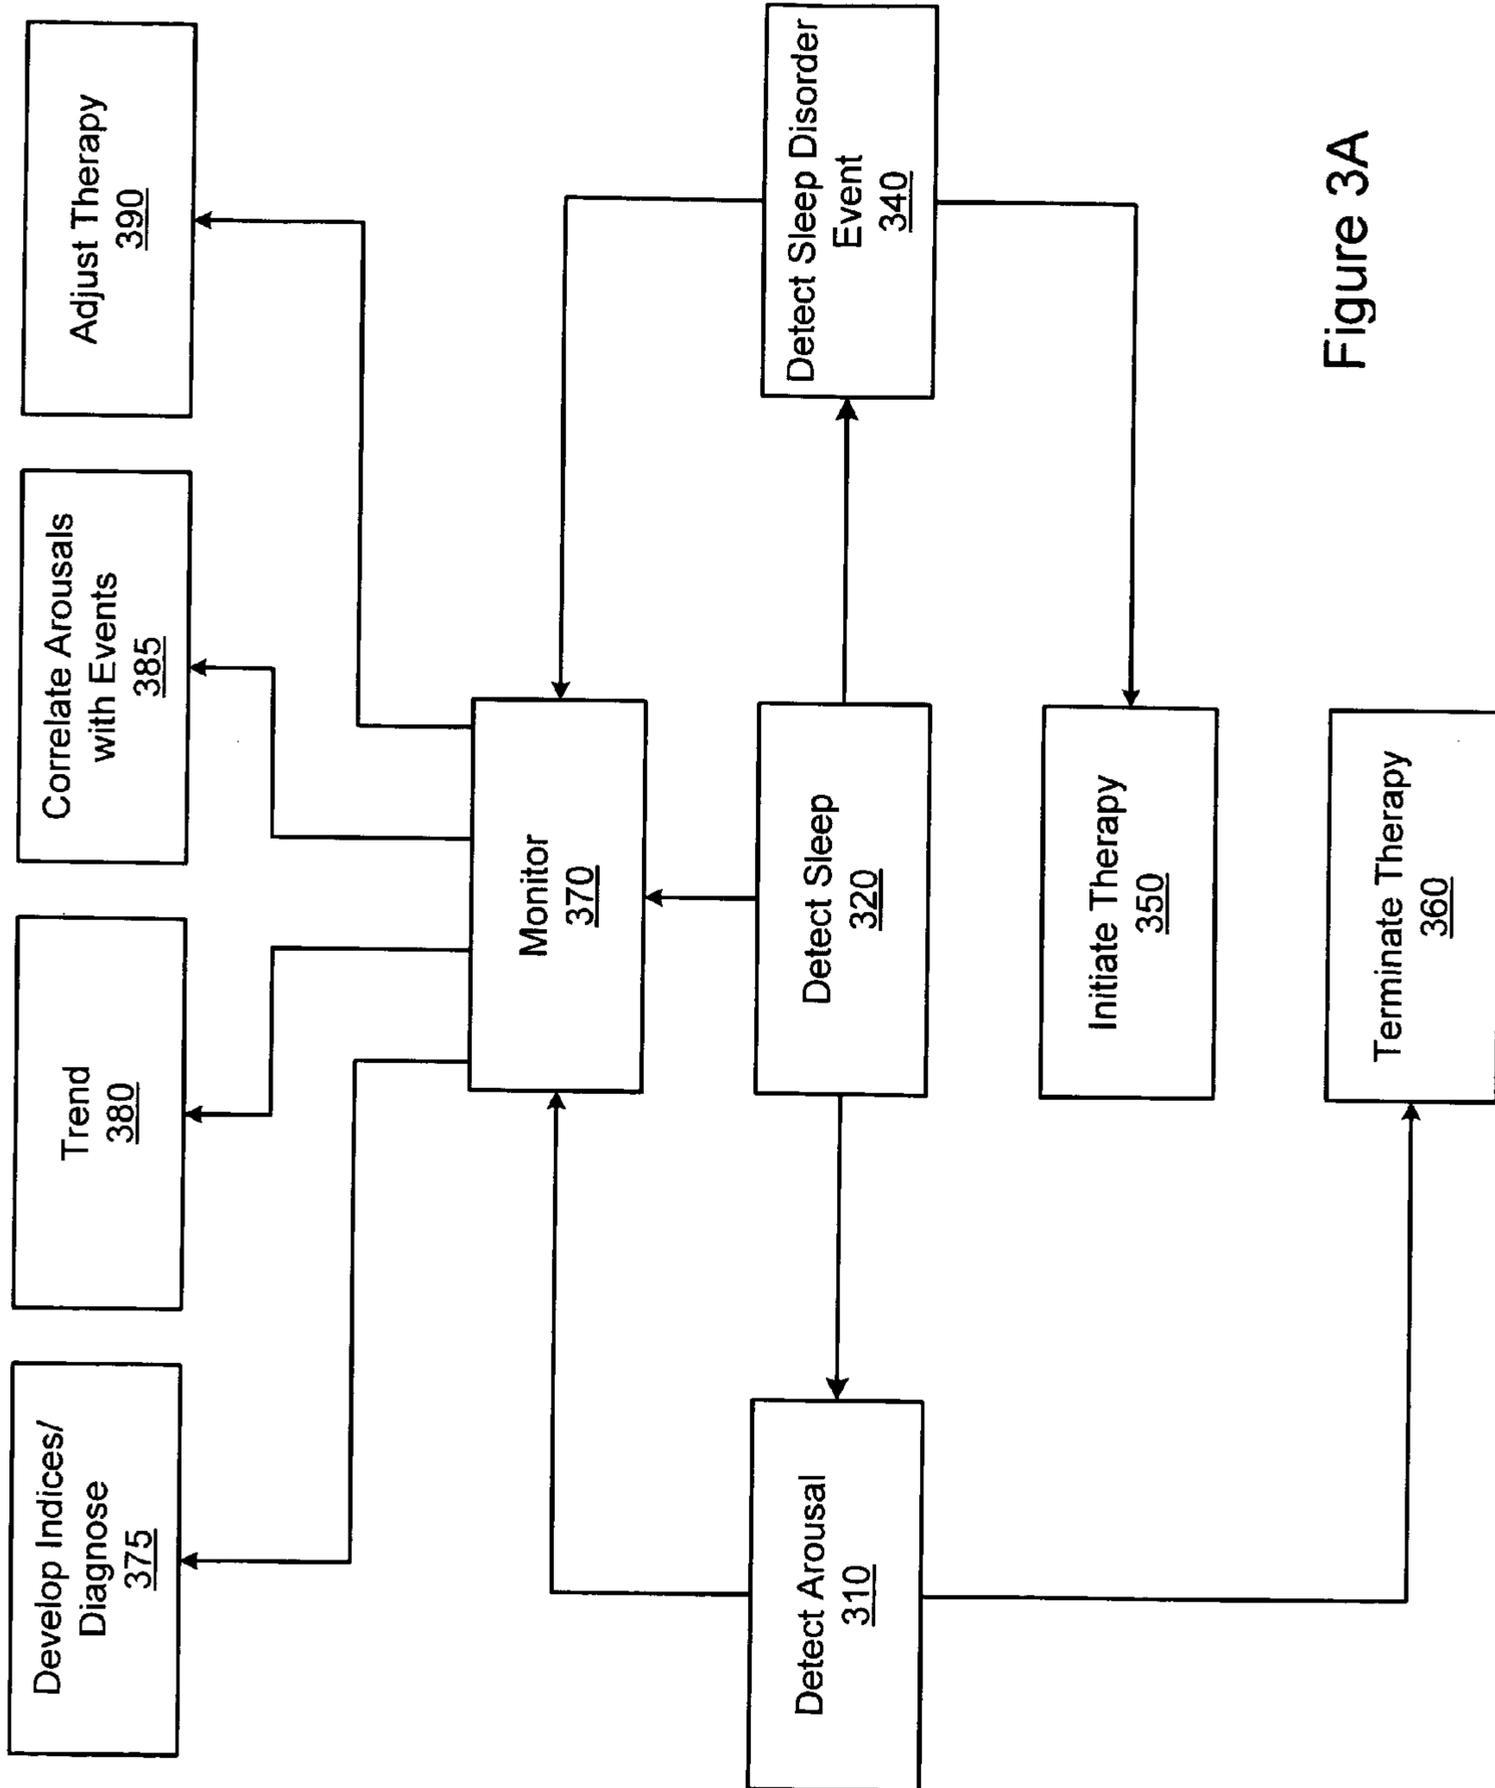 Develop Indices/
Diagnose
375
Trend
380
Correlate Arousals
with Events
385
Adjust Therapy
390
Monitor
370
Detect Arousal
310
Detect Sleep
320
Detect Sleep Disorder
Event
340
Initiate Therapy
350
Terminate Therapy
360
Figure 3A